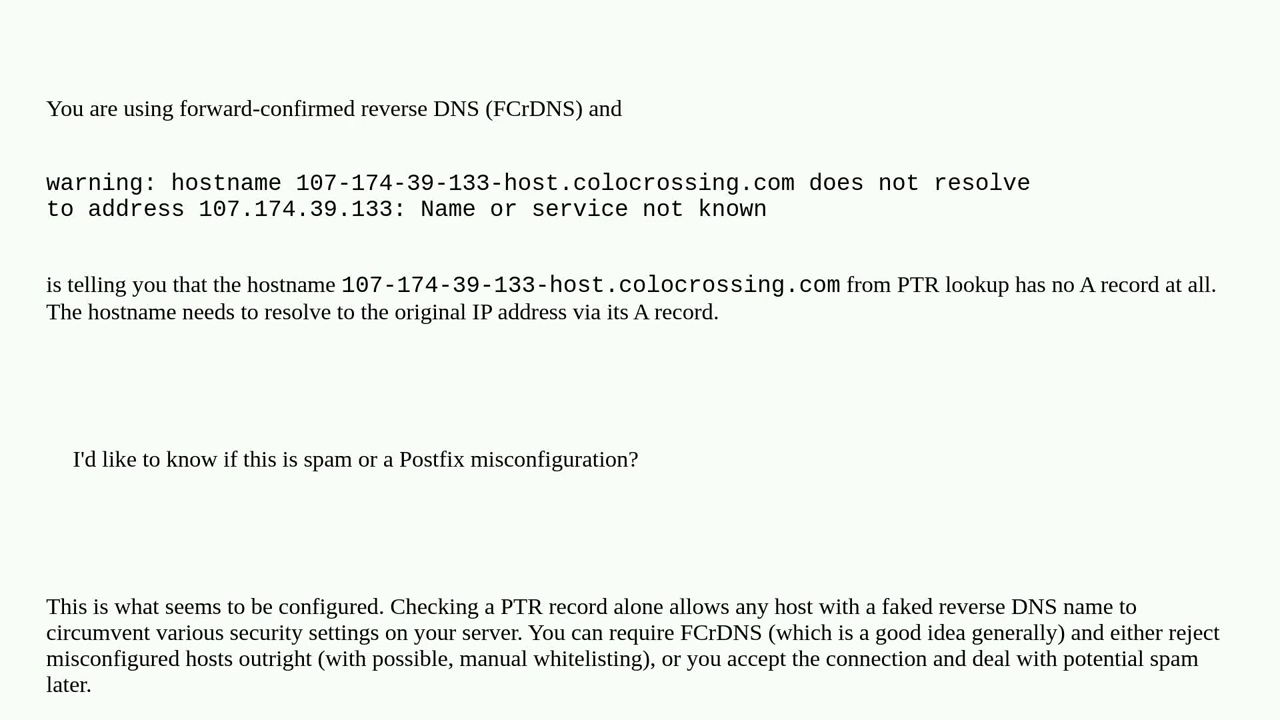 You are using forward-confirmed reverse DNS (FCrDNS) and
warning: hostname 107-174-39-133-host.colocrossing.com does not resolve
to address 107.174.39.133: Name or service not known
is telling you that the hostname 107-174-39-133-host.colocrossing.com from PTR lookup has no A record at all.
The hostname needs to resolve to the original IP address via its A record.
I'd like to know if this is spam or a Postfix misconfiguration?
This is what seems to be configured. Checking a PTR record alone allows any host with a faked reverse DNS name to
circumvent various security settings on your server. You can require FCrDNS (which is a good idea generally) and either reject
misconfigured hosts outright (with possible, manual whitelisting), or you accept the connection and deal with potential spam
later.